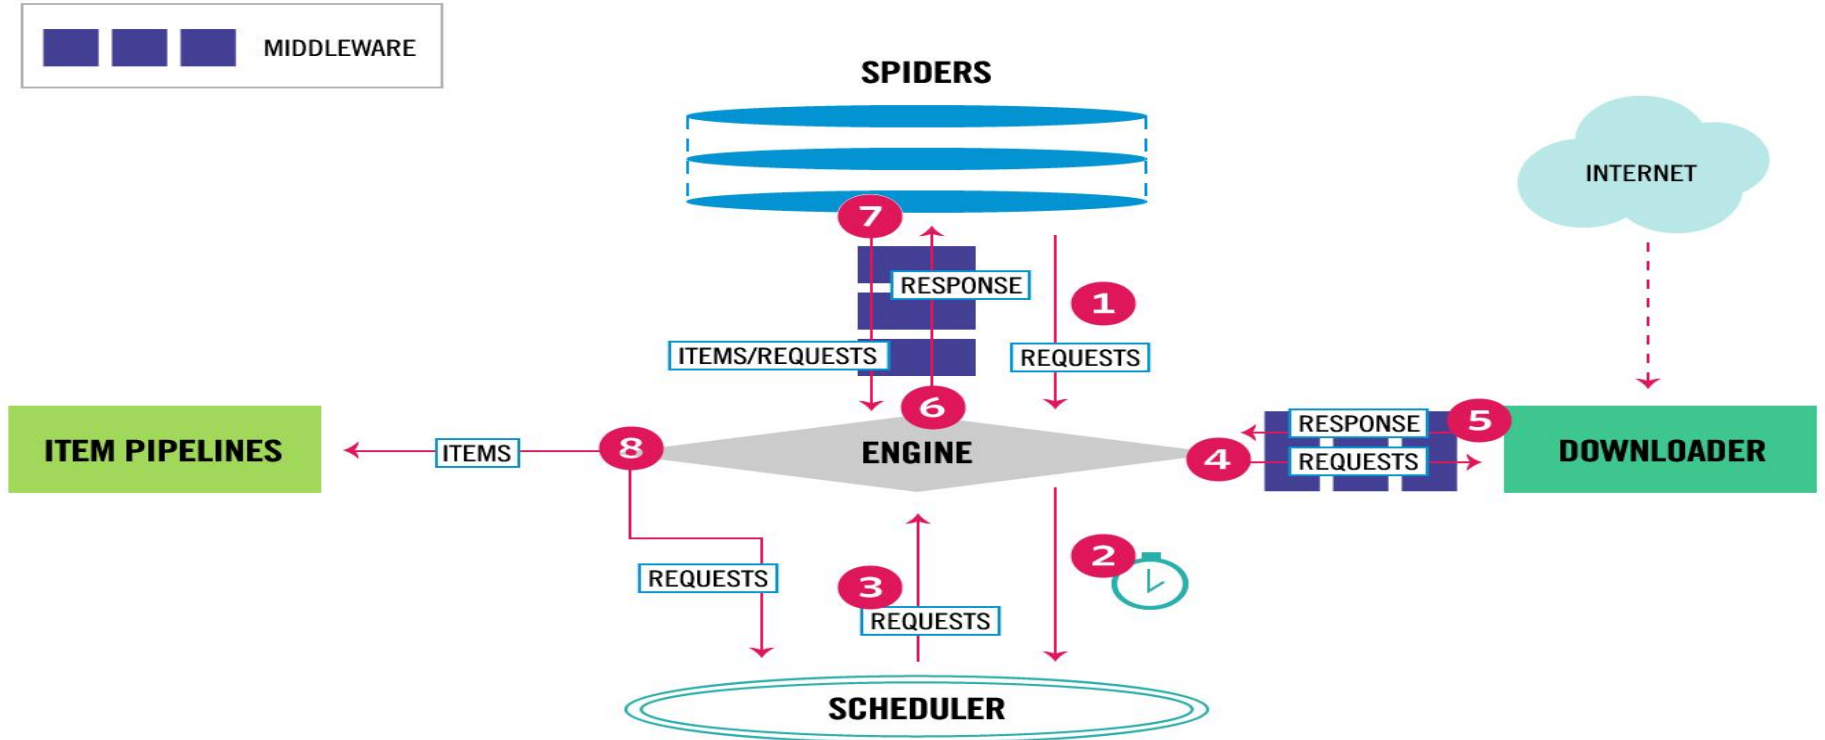 MIDDLEWARE
SPIDERS
INTERNET
7
RESPONSE
1
ITEMS/REQUESTS
REQUESTS
6
5
RESPONSE
ITEM PIPELINES
ITEMS
8
ENGINE
4
REQUESTS
DOWNLOADER
2
REQUESTS
3
REQUESTS
SCHEDULER